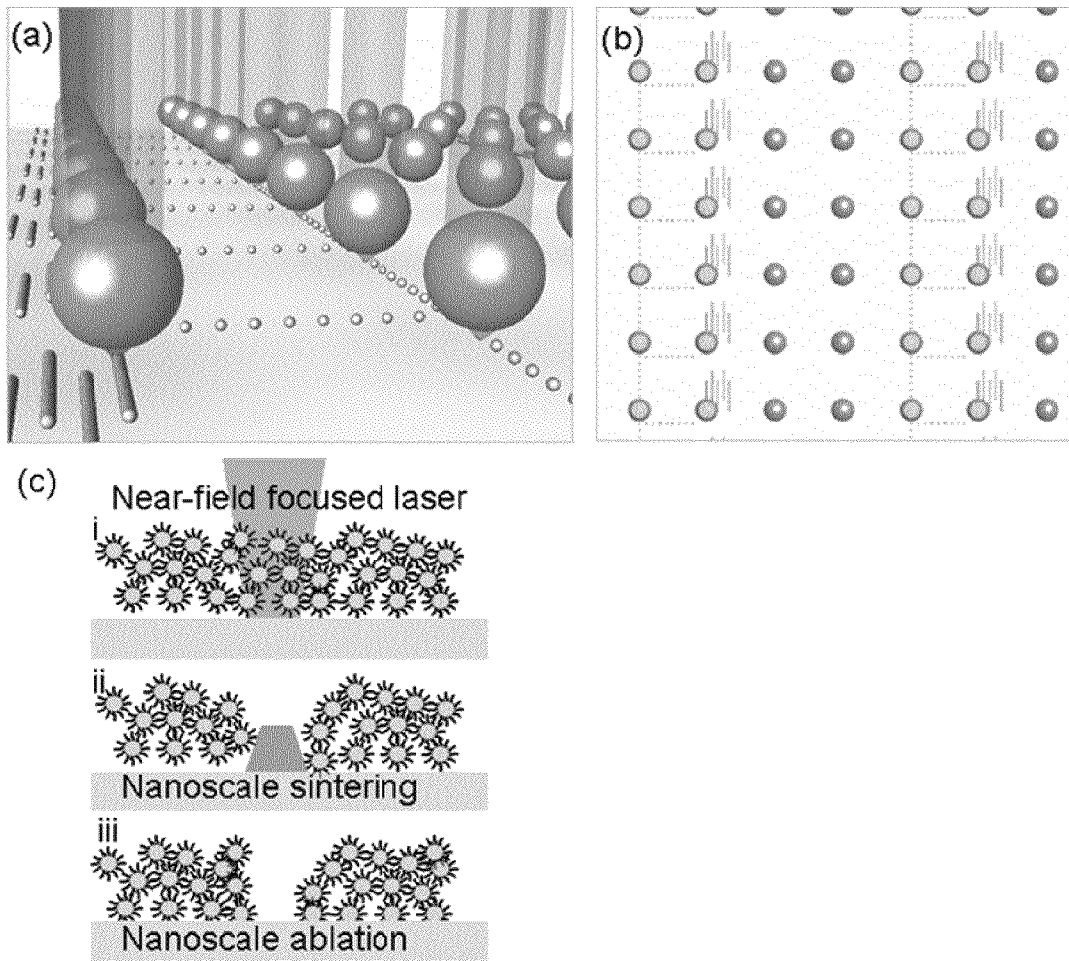 (a)
(b)
(c)
Near-field focused laser
i
ii
Nanoscale sintering
iii
Nanoscale ablation